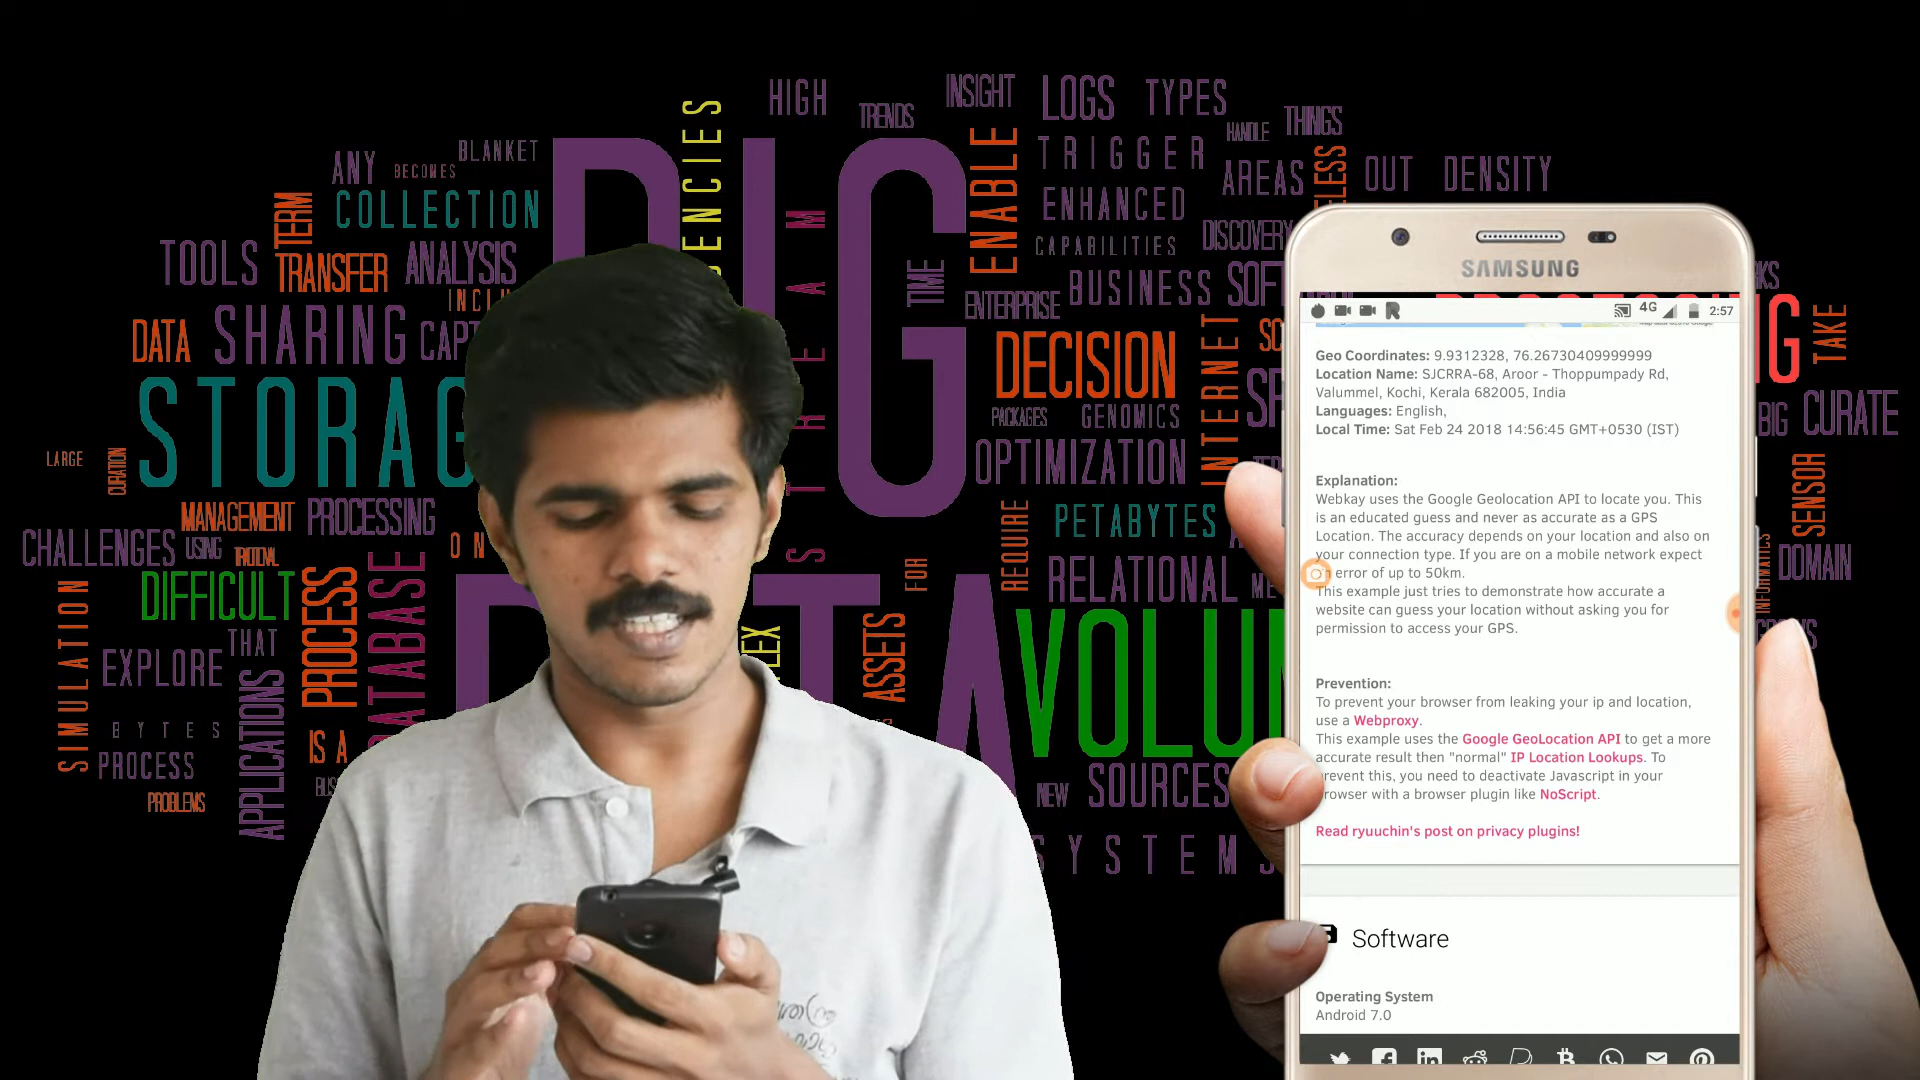 HIGH
TRENDS
INSIGHT
LOGS
TYPES
HANDLE
THINGS
ANY
BECOMES
BLANKET
TRIGGER
AREAS
OUT
DENSITY
TERM
COLLECTION
BIG
ENABLE
ENHANCED
TOOLS
TRANSFER
ANALYSIS
CAPABILITIES
DISCOVERY
TIME
ENTERPRISE
BUSINESS
DATA
SHARING
DECISION
INTERNET
TAKE
PACKAGES
GENOMICS
BIG
CURATE
LARGE
CURATION
OPTIMIZATION
MANAGEMENT
PROCESSING
PETABYTES
SENSOR
CHALLENGES
USING
ON
FOR
REQUIRE
RELATIONAL
DOMAIN
DIFFICULT
SIMULATION
THAT
EXPLORE
PROCESS
DATABASE
ASSETS
APPLICATIONS
BYTES
IS A
PROCESS
PROBLEMS
NEW
SOURCES
SYSTEMS
SAMSUNG
4G
2:57
Geo Coordinates: 9.9312328, 76.26730409999999
Location Name: SJCRRA-68, Aroor - Thoppumpady Rd,
Valummel, Kochi, Kerala 682005, India
Languages: English,
Local Time: Sat Feb 24 2018 14:56:45 GMT+0530 (IST)
Explanation:
Webkay uses the Google Geolocation API to locate you. This
is an educated guess and never as accurate as a GPS
Location. The accuracy depends on your location and also on
your connection type. If you are on a mobile network expect
error of up to 50km.
This example just tries to demonstrate how accurate a
website can guess your location without asking you for
permission to access your GPS.
Prevention:
To prevent your browser from leaking your ip and location,
use a Webproxy.
This example uses the Google GeoLocation API to get a more
accurate result then "normal" IP Location Lookups. To
prevent this, you need to deactivate Javascript in your
browser with a browser plugin like NoScript.
Read ryuuchin's post on privacy plugins!
Software
Operating System
Android 7.0